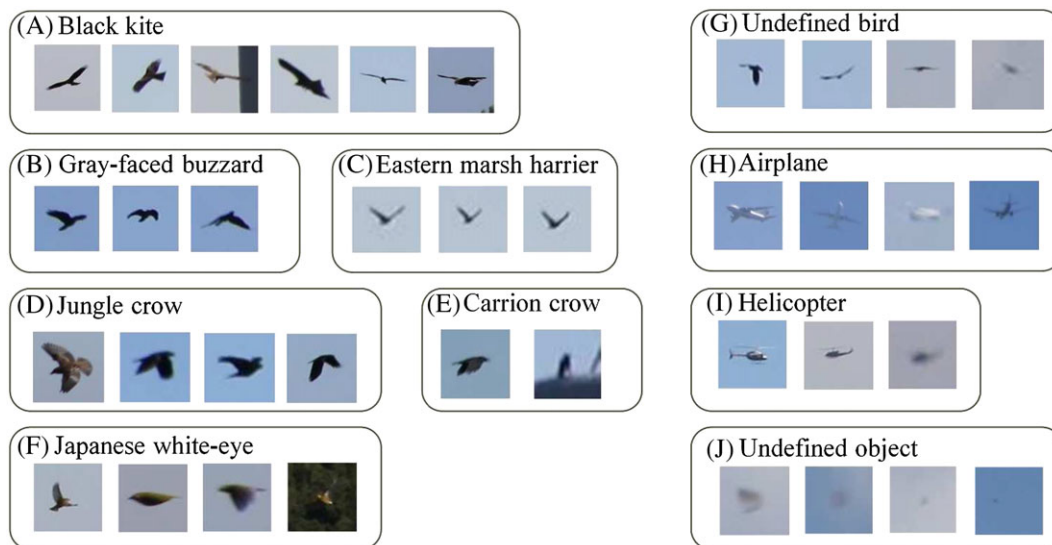 (A) Black kite
(G) Undefined bird
(B) Gray-faced buzzard
(C) Eastern marsh harrier
(H) Airplane
(D) Jungle crow
(E) Carrion crow
(I) Helicopter
(F) Japanese white-eye
(J) Undefined object